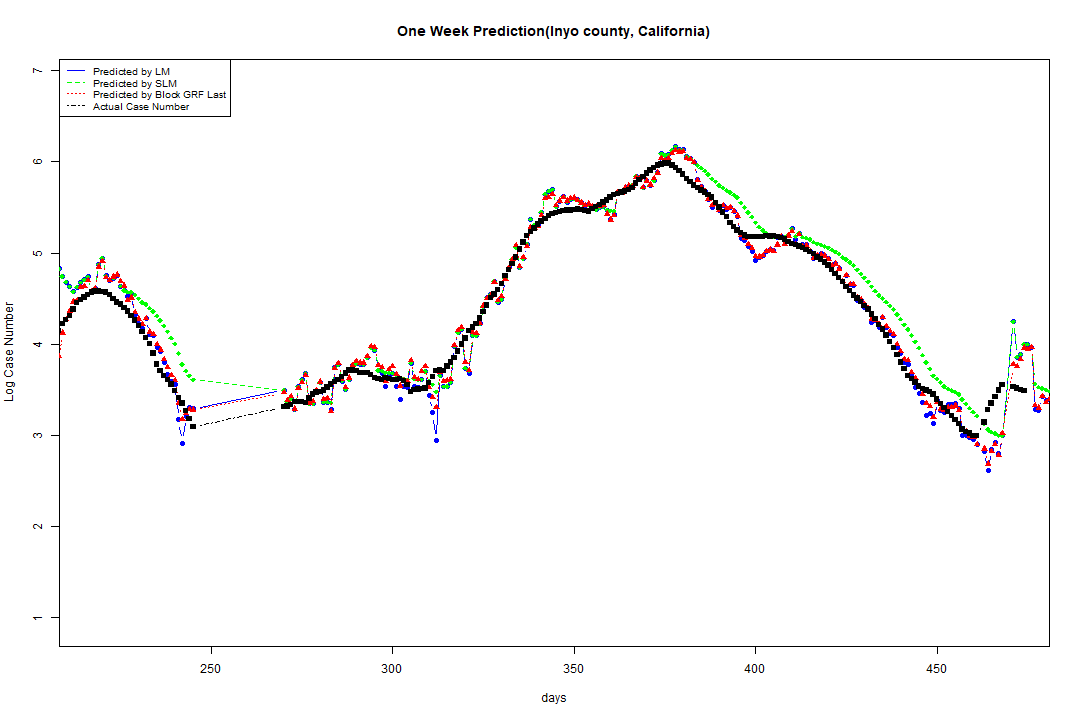 One Week Prediction(Inyo county, California)
Predicted by LM
Predicted by SLM
Predicted by Block GRF Last
Actual Case Number
7
6
5
4
3
2
1
Log Case Number
250 300 350 400 450
days